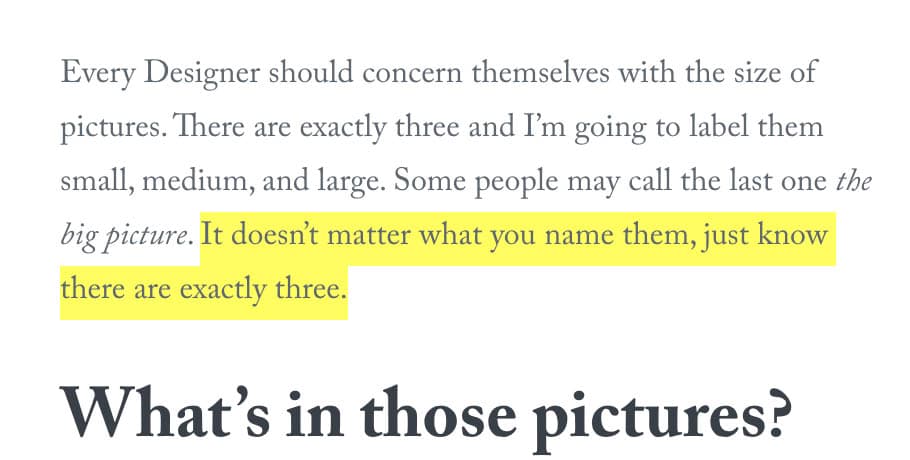 Every Designer should concern themselves with the size of
pictures. There are exactly three and I’m going to label them
small, medium, and large. Some people may call the last one the
big picture. It doesn’t matter what you name them, just know
there are exactly three.
What’s in those pictures?